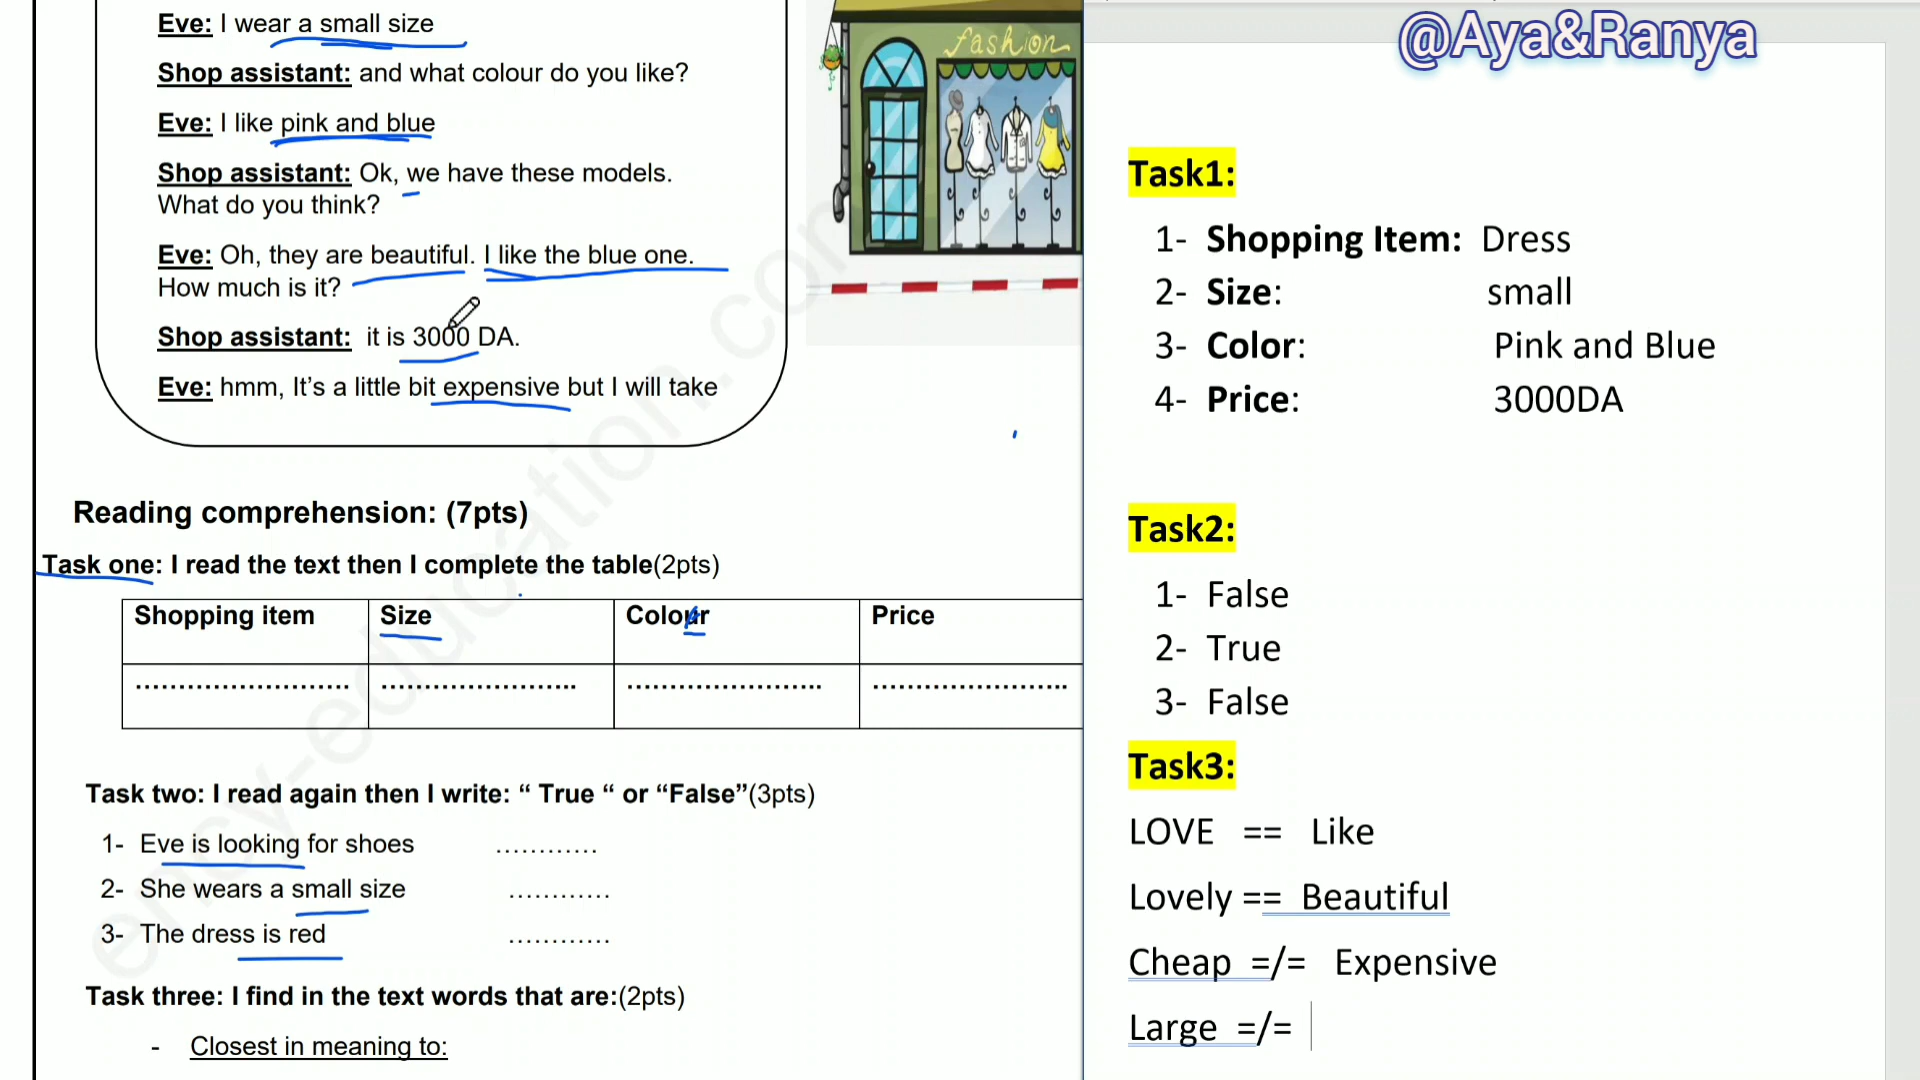 Eve: I wear a small size
Shop assistant: and what colour do you like?
Eve: I like pink and blue
Shop assistant: Ok, we have these models.
What do you think?
Eve: Oh, they are beautiful. I like the blue one.
How much is it?
Shop assistant: it is 3000 DA.
Eve: hmm, It's a little bit expensive but I will take
fashion
ency-education.com
Reading comprehension: (7pts)
Task one: I read the text then I complete the table(2pts)
Shopping item Size Colour Price
........................ ...................... ...................... ......................
Task two: I read again then I write: “ True “ or “False”(3pts)
1- Eve is looking for shoes ............
2- She wears a small size ............
3- The dress is red ............
Task three: I find in the text words that are:(2pts)
- Closest in meaning to:
@Aya&Ranya
Task1:
1- Shopping Item: Dress
2- Size: small
3- Color: Pink and Blue
4- Price: 3000DA
Task2:
1- False
2- True
3- False
Task3:
LOVE == Like
Lovely == Beautiful
Cheap =/= Expensive
Large =/=